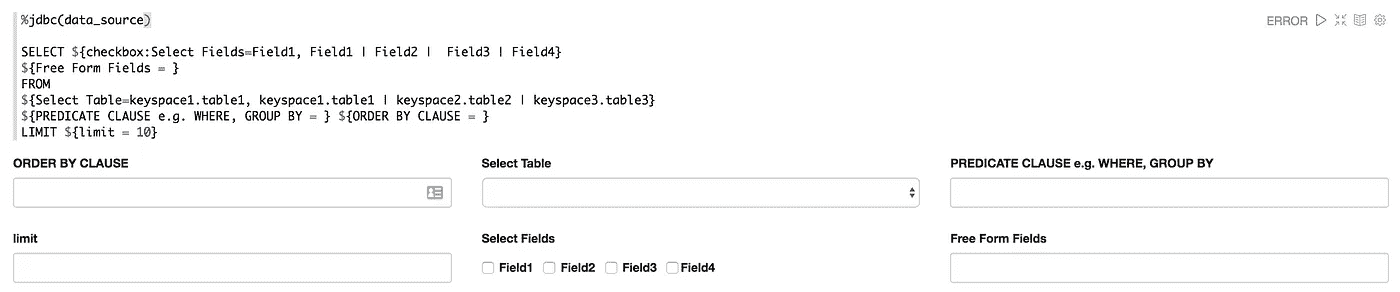 %jdbc(data_source)
ERROR
SELECT ${checkbox:Select Fields=Field1, Field1 | Field2 |  Field3 | Field4}
${Free Form Fields = }
FROM
${Select Table=keyspace1.table1, keyspace1.table1 | keyspace2.table2 | keyspace3.table3}
${PREDICATE CLAUSE e.g. WHERE, GROUP BY = } ${ORDER BY CLAUSE = }
LIMIT ${limit = 10}
ORDER BY CLAUSE
Select Table
PREDICATE CLAUSE e.g. WHERE, GROUP BY
limit
Select Fields
Free Form Fields
Field1 Field2 Field3 Field4